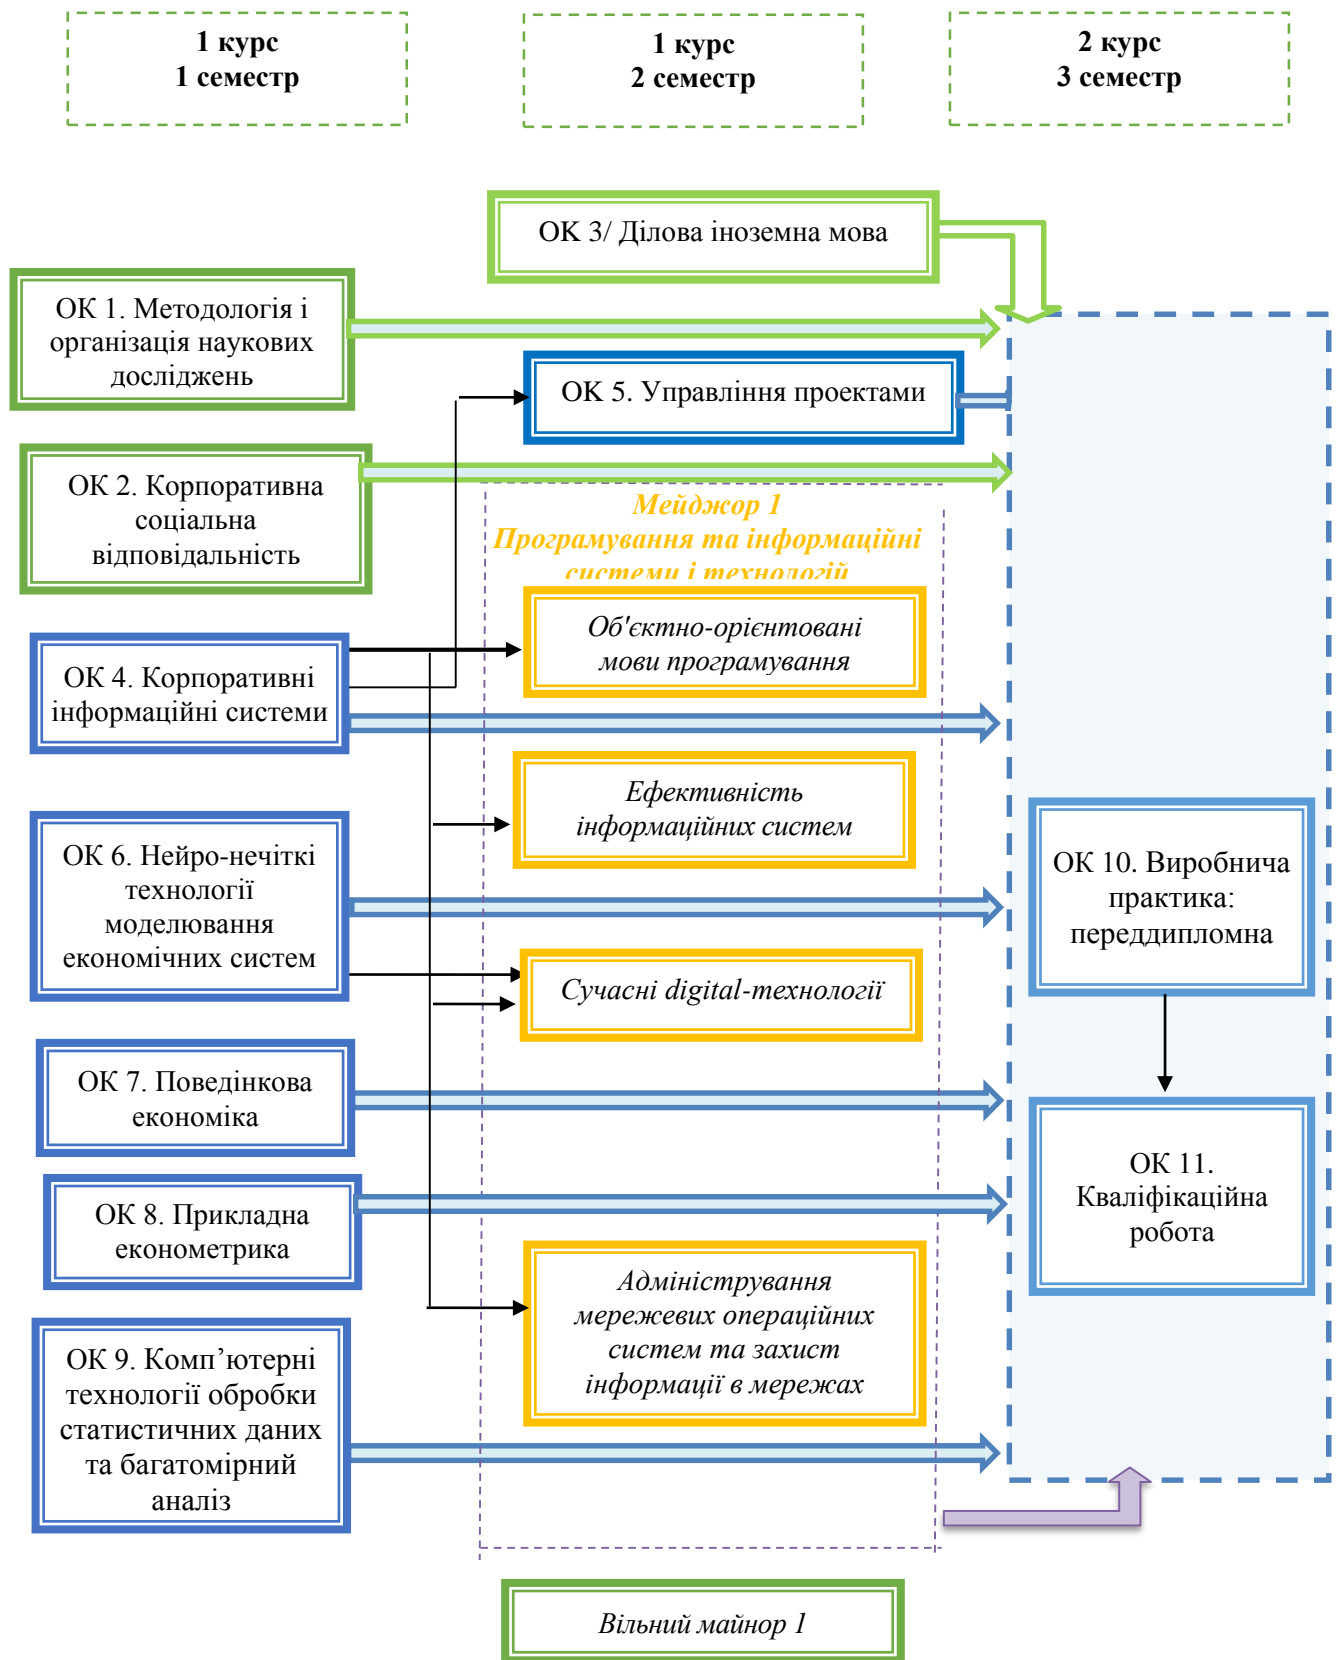 1 курс
1 семестр
1 курс
2 семестр
2 курс
3 семестр
ОК 3/ Ділова іноземна мова
ОК 1. Методологія і
організація наукових
досліджень
ОК 5. Управління проектами
ОК 2. Корпоративна
соціальна
відповідальність
Мейджор 1
Програмування та інформаційні
системи і технологій
Об'єктно-орієнтовані
мови програмування
ОК 4. Корпоративні
інформаційні системи
Ефективність
інформаційних систем
ОК 6. Нейро-нечіткі
технології
моделювання
економічних систем
ОК 10. Виробнича
практика:
переддипломна
Сучасні digital-технології
ОК 7. Поведінкова
економіка
ОК 11.
Кваліфікаційна
робота
ОК 8. Прикладна
економетрика
Адміністрування
мережевих операційних
систем та захист
інформації в мережах
ОК 9. Комп’ютерні
технології обробки
статистичних даних
та багатомірний
аналіз
Вільний майнор 1